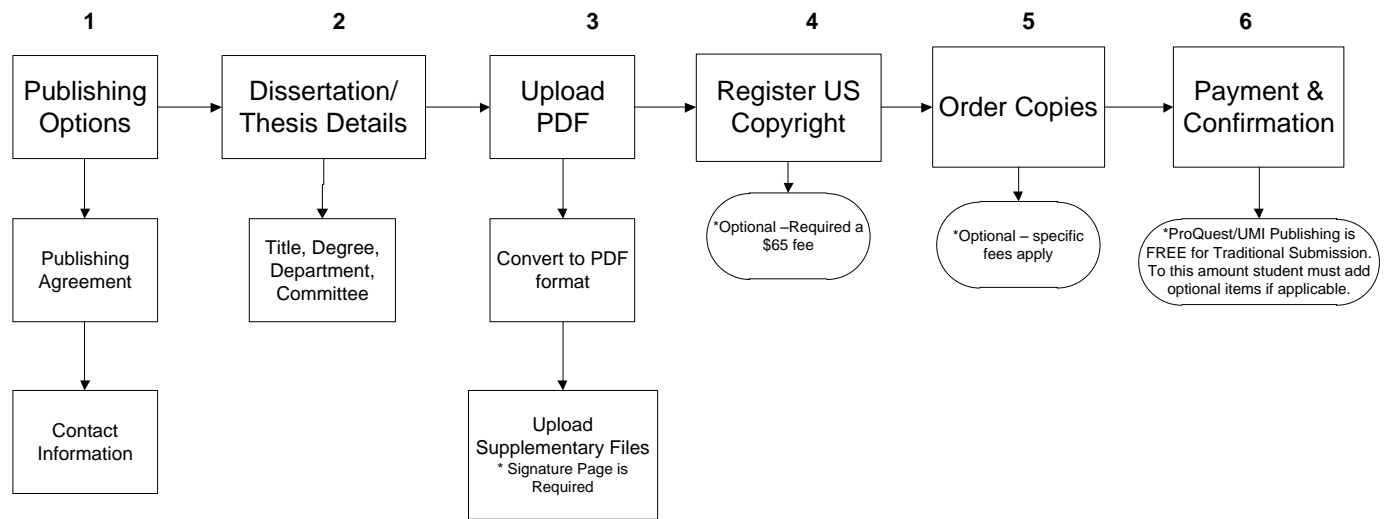 1
2
3
4
5
6
Publishing
Options
Dissertation/
Thesis Details
Upload
PDF
Register US
Copyright
Order Copies
Payment &
Confirmation
Publishing
Agreement
Title, Degree,
Department,
Committee
Convert to PDF
format
*Optional –Required a
$65 fee
*Optional – specific
fees apply
*ProQuest/UMI Publishing is
FREE for Traditional Submission.
To this amount student must add
optional items if applicable.
Contact
Information
Upload
Supplementary Files
* Signature Page is
Required